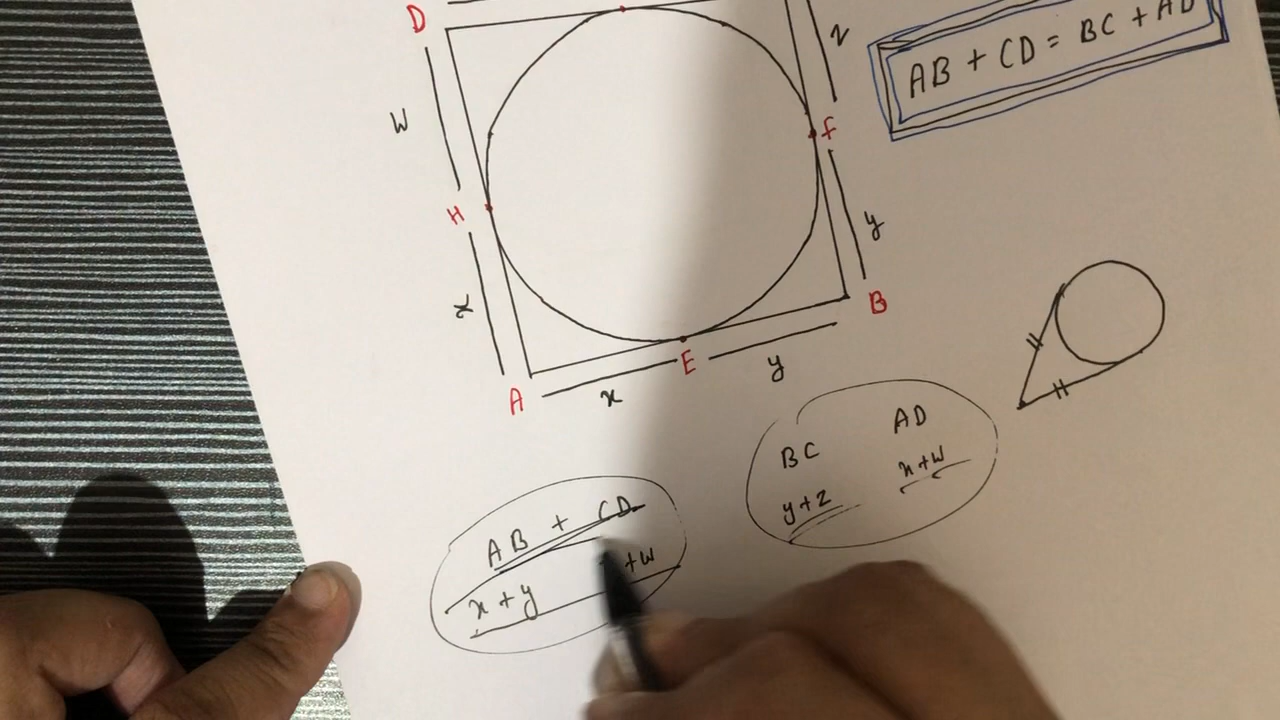 D
z
AB + CD = BC + AD
W
F
H
y
x
B
E
y
A
x
BC AD
y+z x+w
AB + CD
x+y +w